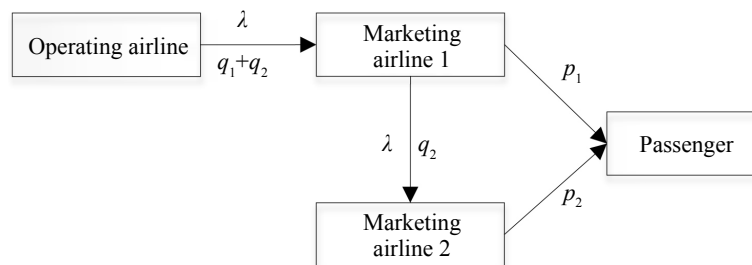 λ
Operating airline
q₁+q₂
Marketing
airline 1
p₁
λ q₂
Passenger
p₂
Marketing
airline 2